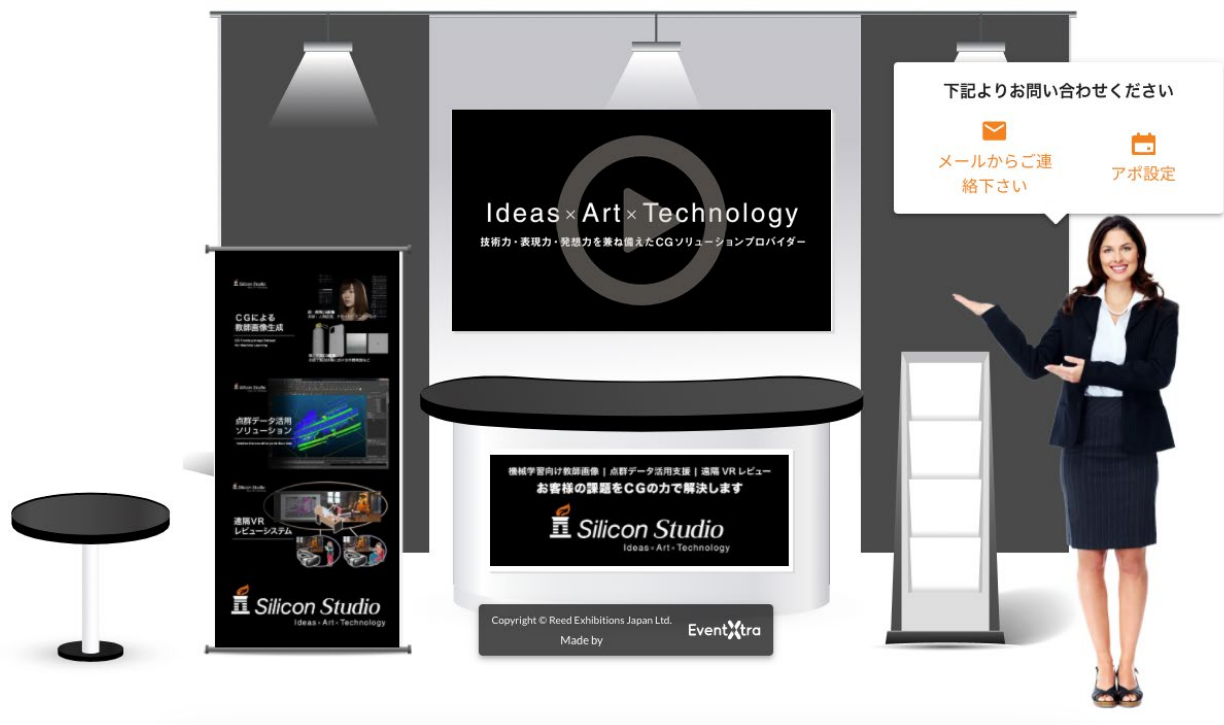 下記よりお問い合わせください
メールからご連
絡下さい
アポ設定
Ideas×Art×Technology
技術力・表現力・発想力を兼ね備えたCGソリューションプロバイダー
Silicon Studio
CGによる
教師画像生成
Silicon Studio
点群データ活用
ソリューション
Silicon Studio
遠隔VR
レビューシステム
Silicon Studio
Ideas×Art×Technology
機械学習向け教師画像 | 点群データ活用支援 | 遠隔 VR レビュー
お客様の課題をCGの力で解決します
Silicon Studio
Ideas×Art×Technology
Copyright © Reed Exhibitions Japan Ltd.
Made by
EventXtra